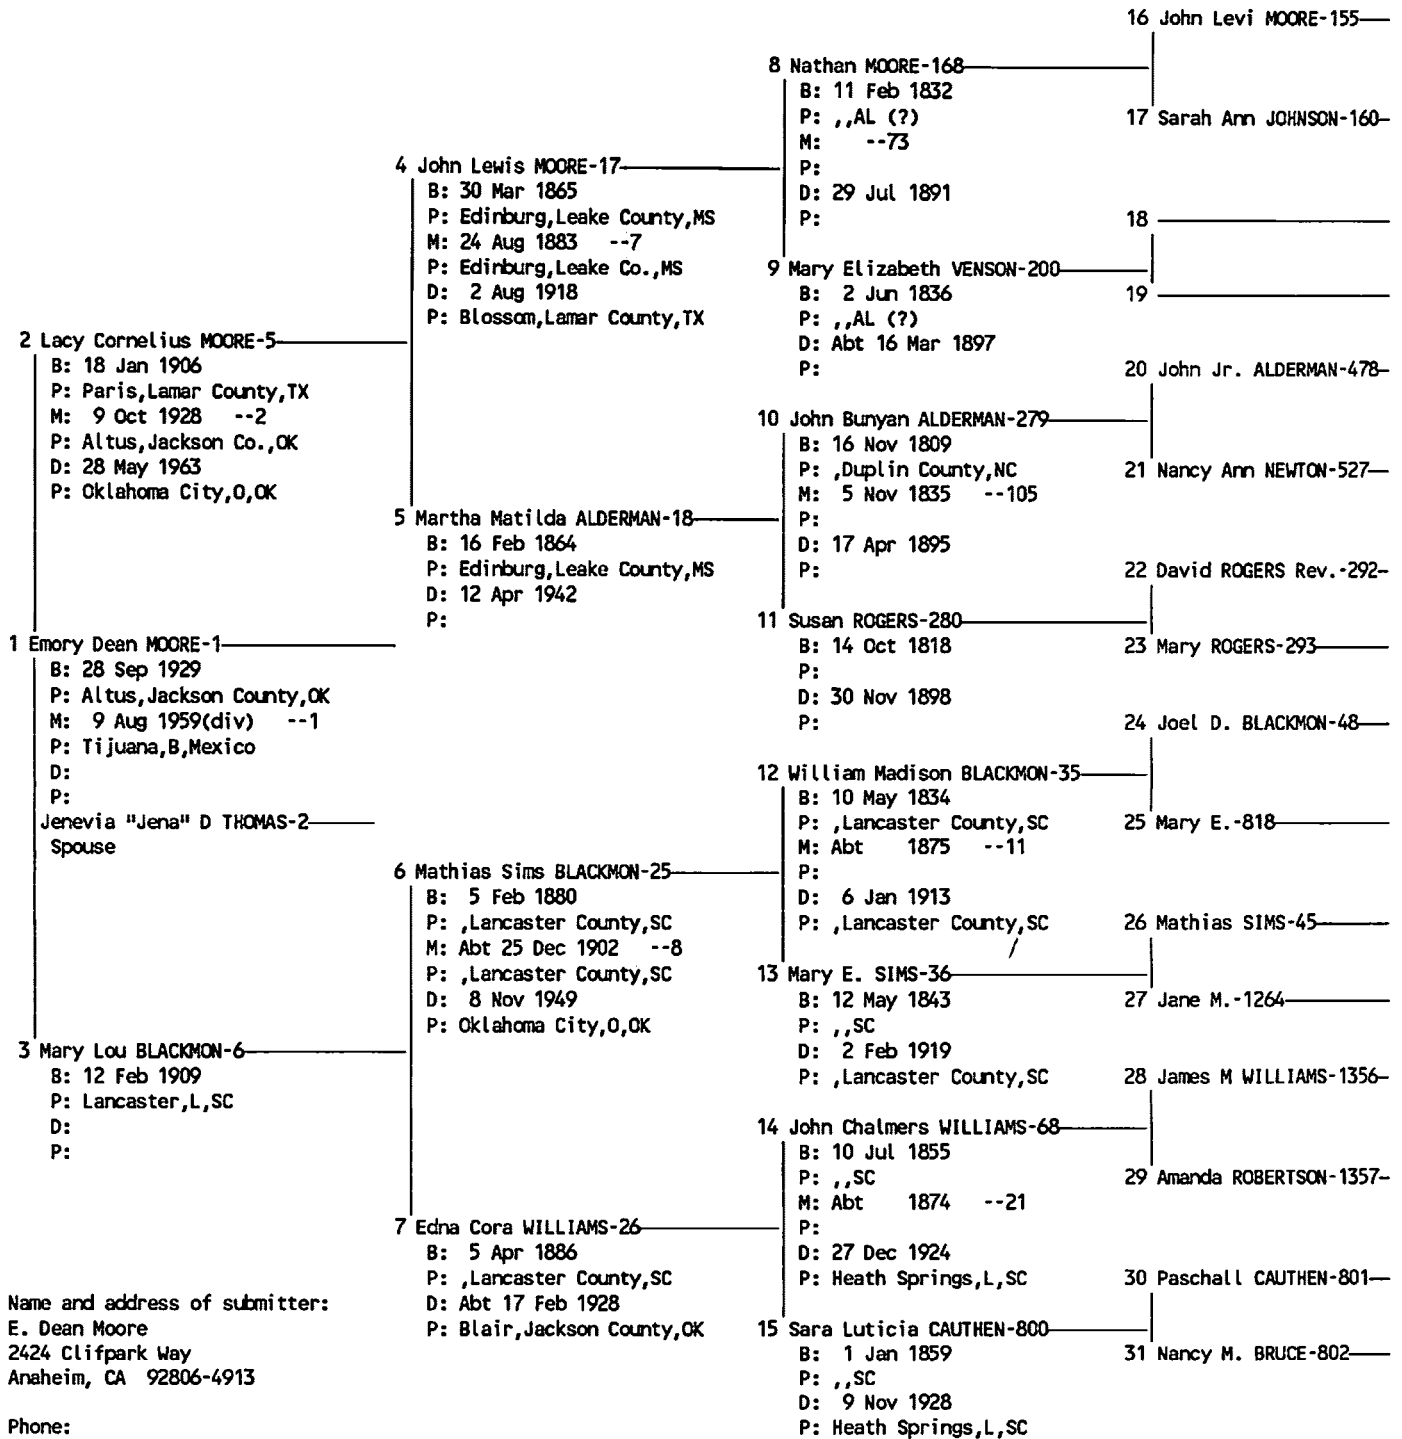 16 John Levi MOORE-155
8 Nathan MOORE-168
B: 11 Feb 1832
P: ,,AL (?)
M: --73
P:
D: 29 Jul 1891
P:
17 Sarah Ann JOHNSON-160
4 John Lewis MOORE-17
B: 30 Mar 1865
P: Edinburg,Leake County,MS
M: 24 Aug 1883 --7
P: Edinburg,Leake Co.,MS
D: 2 Aug 1918
P: Blossom,Lamar County,TX
18
9 Mary Elizabeth VENSON-200
B: 2 Jun 1836
P: ,,AL (?)
D: Abt 16 Mar 1897
P:
19
2 Lacy Cornelius MOORE-5
B: 18 Jan 1906
P: Paris,Lamar County,TX
M: 9 Oct 1928 --2
P: Altus,Jackson Co.,OK
D: 28 May 1963
P: Oklahoma City,O,OK
20 John Jr. ALDERMAN-478
10 John Bunyan ALDERMAN-279
B: 16 Nov 1809
P: ,Duplin County,NC
M: 5 Nov 1835 --105
P:
D: 17 Apr 1895
P:
21 Nancy Ann NEWTON-527
5 Martha Matilda ALDERMAN-18
B: 16 Feb 1864
P: Edinburg,Leake County,MS
D: 12 Apr 1942
P:
22 David ROGERS Rev.-292
11 Susan ROGERS-280
B: 14 Oct 1818
P:
D: 30 Nov 1898
P:
23 Mary ROGERS-293
1 Emory Dean MOORE-1
B: 28 Sep 1929
P: Altus,Jackson County,OK
M: 9 Aug 1959(div) --1
P: Tijuana,B,Mexico
D:
P:
Jenevia "Jena" D THOMAS-2
Spouse
24 Joel D. BLACKMON-48
12 William Madison BLACKMON-35
B: 10 May 1834
P: ,Lancaster County,SC
M: Abt 1875 --11
P:
D: 6 Jan 1913
P: ,Lancaster County,SC
25 Mary E.-818
6 Mathias Sims BLACKMON-25
B: 5 Feb 1880
P: ,Lancaster County,SC
M: Abt 25 Dec 1902 --8
P: ,Lancaster County,SC
D: 8 Nov 1949
P: Oklahoma City,O,OK
26 Mathias SIMS-45
13 Mary E. SIMS-36
B: 12 May 1843
P: ,,SC
D: 2 Feb 1919
P: ,Lancaster County,SC
27 Jane M.-1264
3 Mary Lou BLACKMON-6
B: 12 Feb 1909
P: Lancaster,L,SC
D:
P:
28 James M WILLIAMS-1356
14 John Chalmers WILLIAMS-68
B: 10 Jul 1855
P: ,,SC
M: Abt 1874 --21
P:
D: 27 Dec 1924
P: Heath Springs,L,SC
29 Amanda ROBERTSON-1357
7 Edna Cora WILLIAMS-26
B: 5 Apr 1886
P: ,Lancaster County,SC
D: Abt 17 Feb 1928
P: Blair,Jackson County,OK
30 Paschall CAUTHEN-801
15 Sara Luticia CAUTHEN-800
B: 1 Jan 1859
P: ,,SC
D: 9 Nov 1928
P: Heath Springs,L,SC
31 Nancy M. BRUCE-802
Name and address of submitter:
E. Dean Moore
2424 Clifpark Way
Anaheim, CA 92806-4913
Phone: